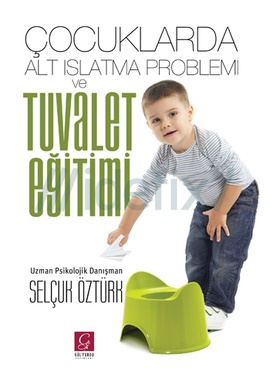 ÇOCUKLARDA
ALT ISLATMA PROBLEMİ
ve
TUVALET
EĞİTİMİ
Uzman Psikolojik Danışman
SELÇUK ÖZTÜRK